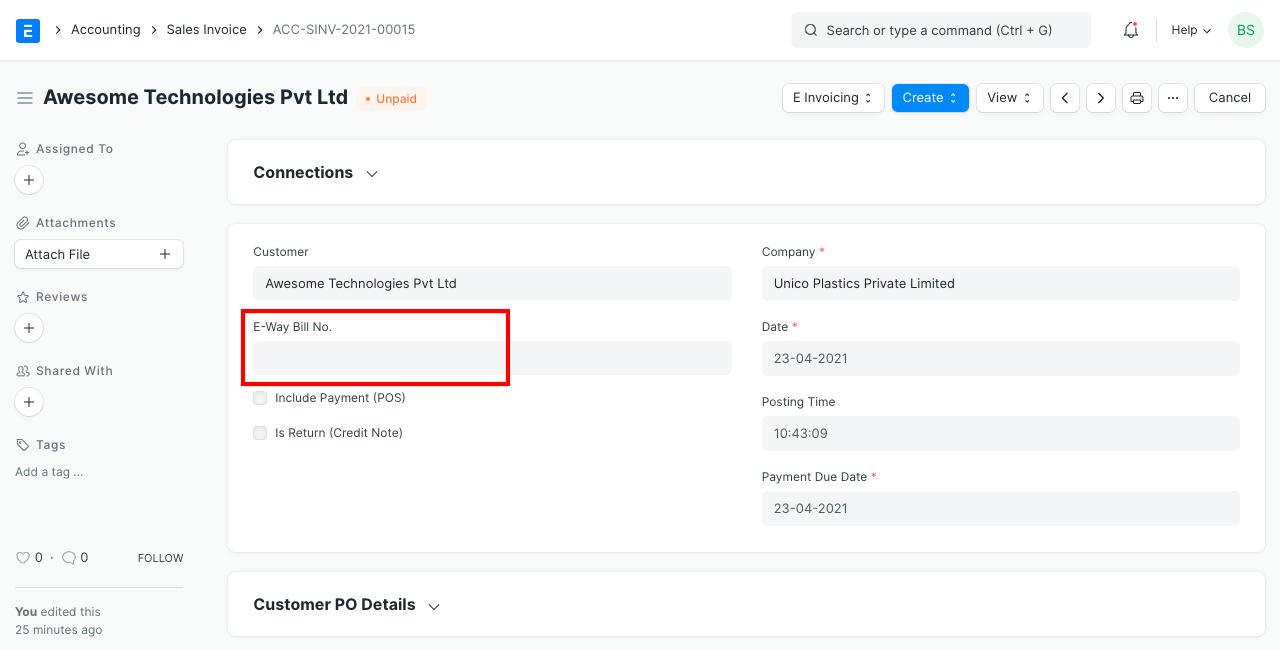 E Accounting Sales Invoice ACC-SINV-2021-00015 Search or type a command (Ctrl + G) Help BS
Awesome Technologies Pvt Ltd • Unpaid E Invoicing Create View ... Cancel
Assigned To
+
Attachments
Attach File +
Reviews
+
Shared With
+
Tags
Add a tag ...
0 · 0 FOLLOW
You edited this
25 minutes ago
Connections
Customer
Awesome Technologies Pvt Ltd
E-Way Bill No.
Include Payment (POS)
Is Return (Credit Note)
Company *
Unico Plastics Private Limited
Date *
23-04-2021
Posting Time
10:43:09
Payment Due Date *
23-04-2021
Customer PO Details